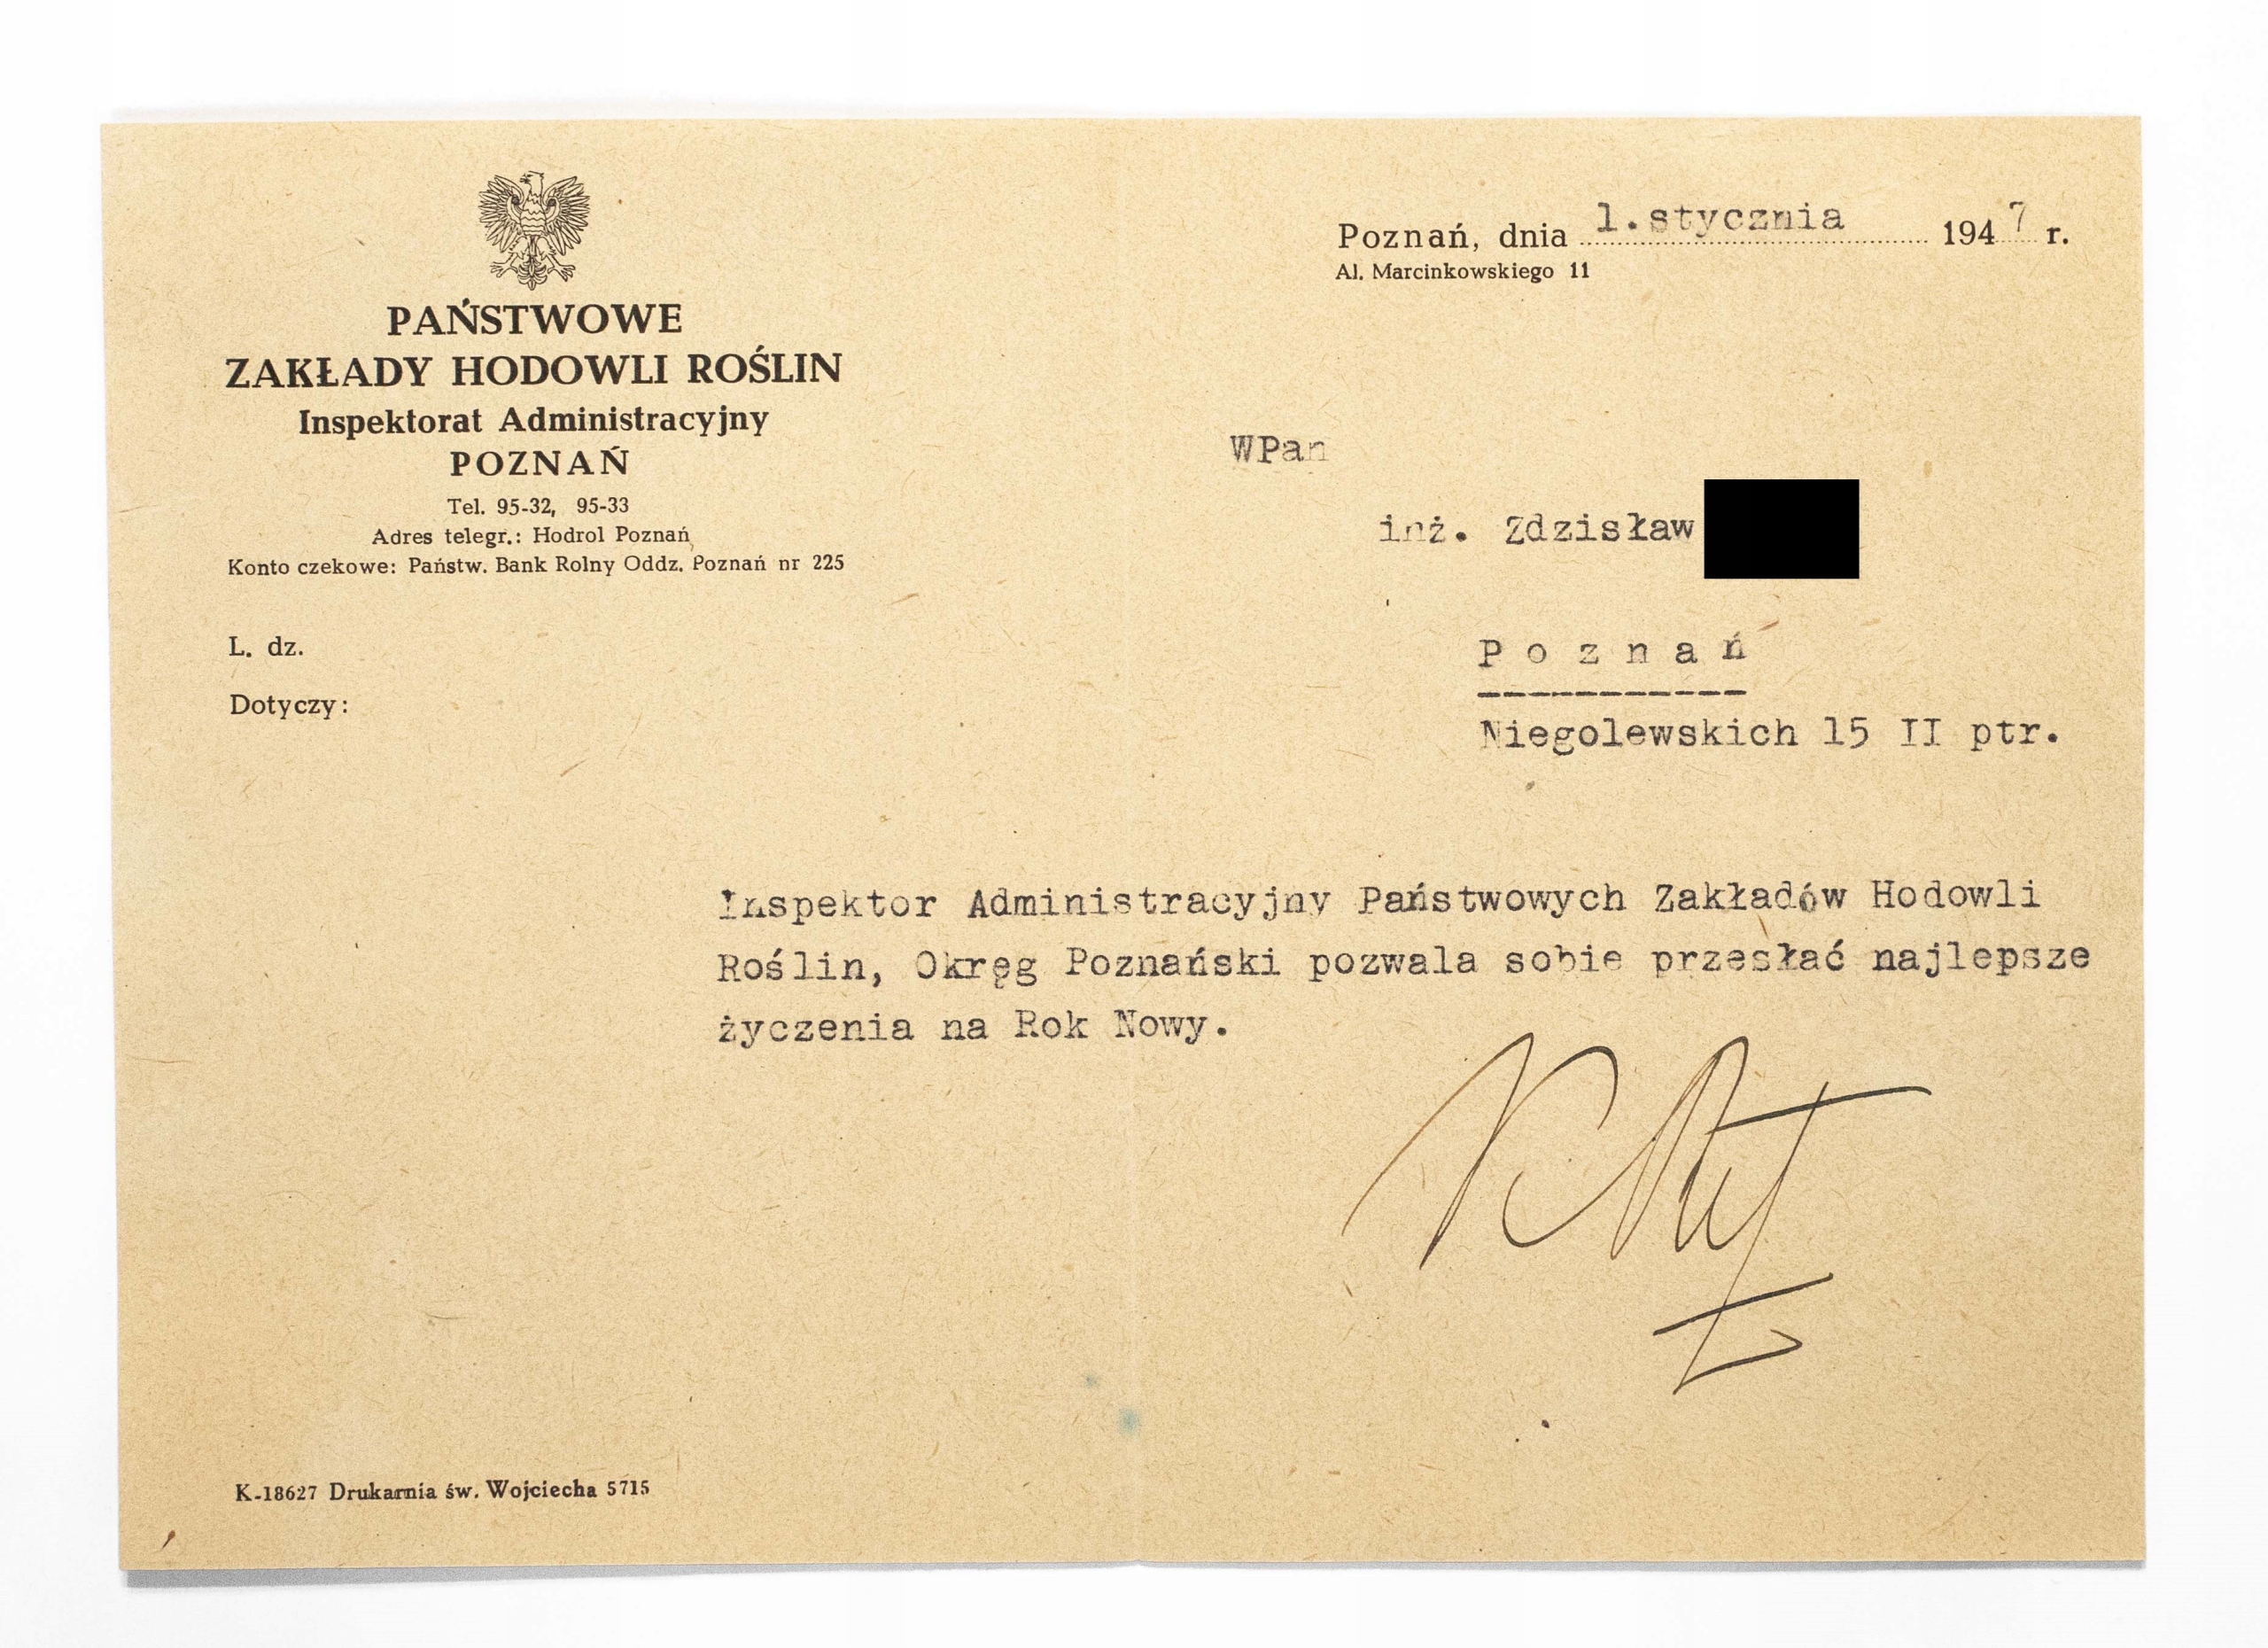 PAŃSTWOWE
ZAKŁADY HODOWLI ROŚLIN
Inspektorat Administracyjny
POZNAŃ
Tel. 95-32, 95-33
Adres telegr.: Hodrol Poznań
Konto czekowe: Państw. Bank Rolny Oddz. Poznań nr 225
L. dz.
Dotyczy:
Poznań, dnia 1.stycznia 1947 r.
Al. Marcinkowskiego 11
WPan
inż. Zdzisław
Poznań
Niegolewskich 15 II ptr.
Inspektor Administracyjny Państwowych Zakładów Hodowli
Roślin, Okręg Poznański pozwala sobie przesłać najlepsze
życzenia na Rok Nowy.
K-18627 Drukarnia św. Wojciecha 5715